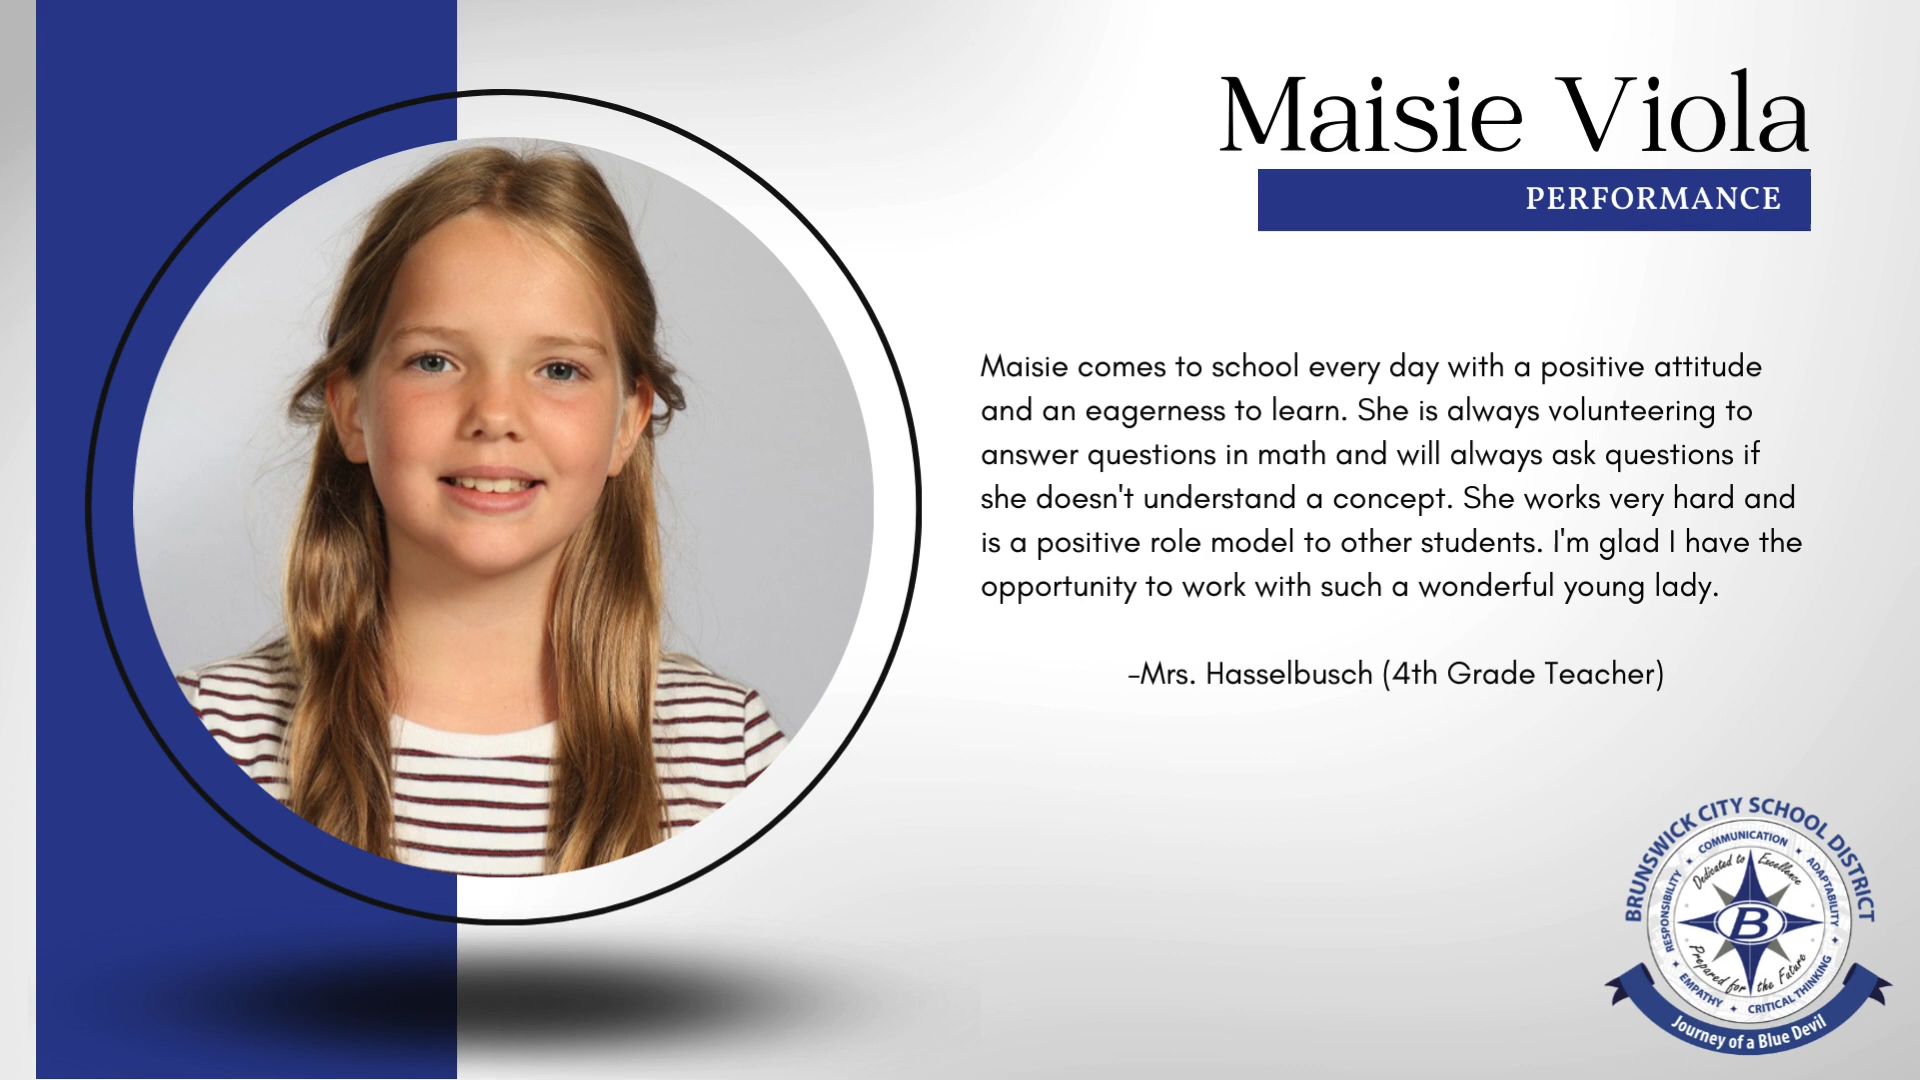 Maisie Viola
PERFORMANCE
Maisie comes to school every day with a positive attitude
and an eagerness to learn. She is always volunteering to
answer questions in math and will always ask questions if
she doesn't understand a concept. She works very hard and
is a positive role model to other students. I'm glad I have the
opportunity to work with such a wonderful young lady.
-Mrs. Hasselbusch (4th Grade Teacher)
BRUNSWICK CITY SCHOOL DISTRICT
COMMUNICATION
ADAPTABILITY
CRITICAL THINKING
EMPATHY
RESPONSIBILITY
Dedicated to Excellence
B
Prepared for the Future
Journey of a Blue Devil